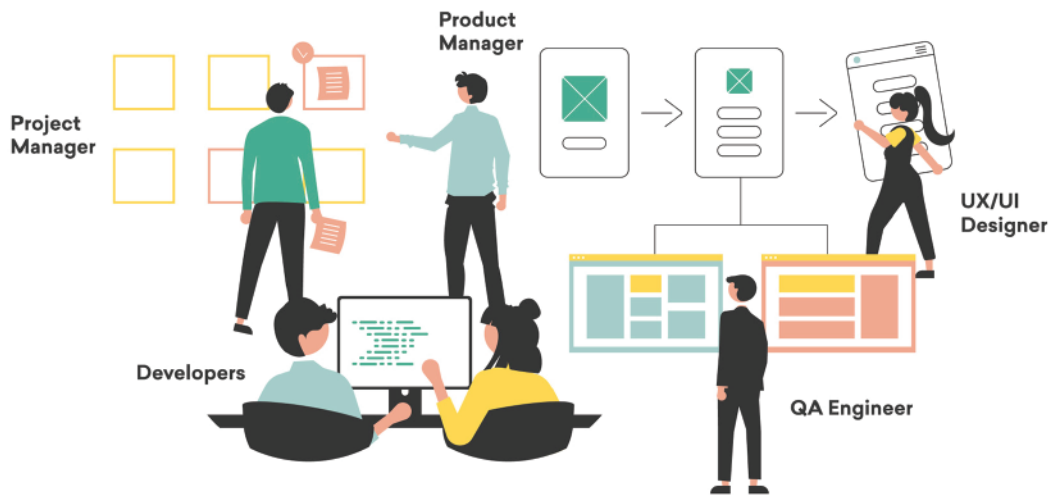 Product
Manager
Project
Manager
UX/UI
Designer
Developers
QA Engineer